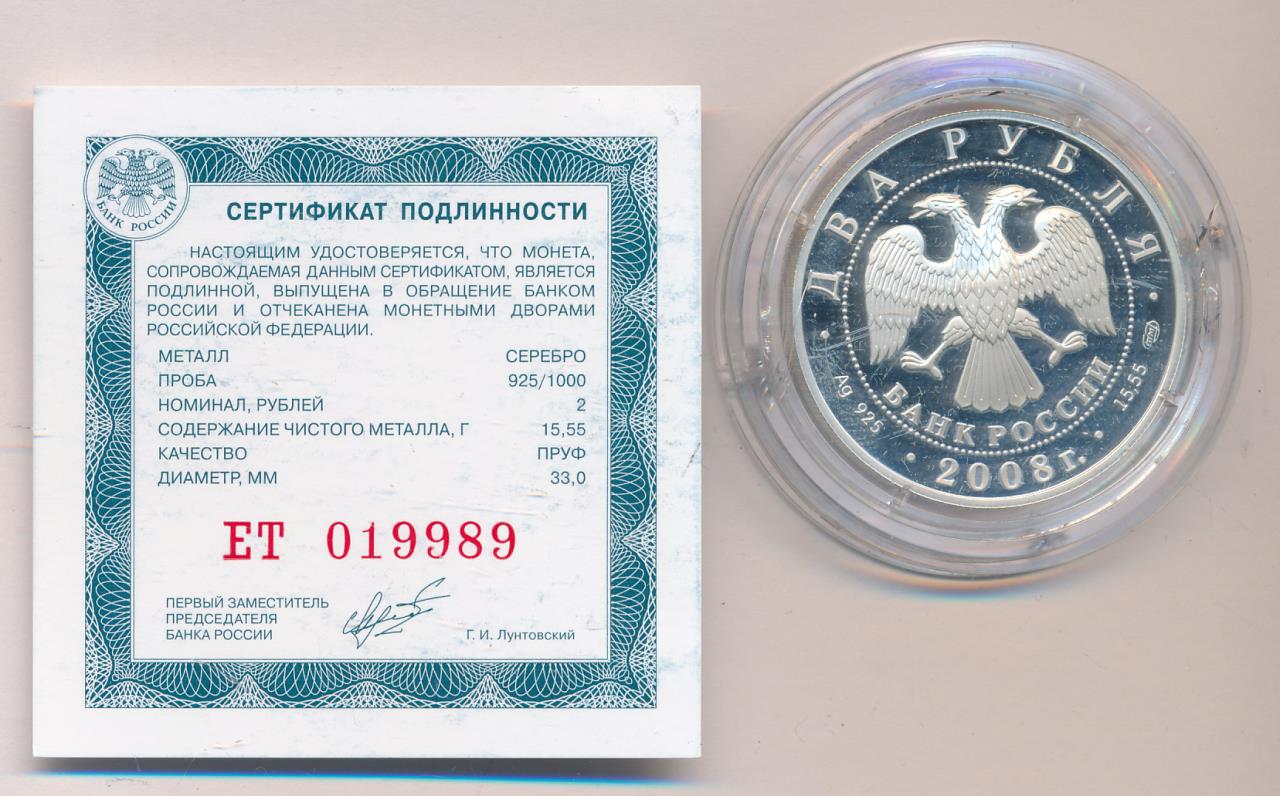 БАНК РОССИИ
СЕРТИФИКАТ ПОДЛИННОСТИ
НАСТОЯЩИМ УДОСТОВЕРЯЕТСЯ, ЧТО МОНЕТА,
СОПРОВОЖДАЕМАЯ ДАННЫМ СЕРТИФИКАТОМ, ЯВЛЯЕТСЯ
ПОДЛИННОЙ, ВЫПУЩЕНА В ОБРАЩЕНИЕ БАНКОМ
РОССИИ И ОТЧЕКАНЕНА МОНЕТНЫМИ ДВОРАМИ
РОССИЙСКОЙ ФЕДЕРАЦИИ.
МЕТАЛЛ СЕРЕБРО
ПРОБА 925/1000
НОМИНАЛ, РУБЛЕЙ 2
СОДЕРЖАНИЕ ЧИСТОГО МЕТАЛЛА, Г 15,55
КАЧЕСТВО ПРУФ
ДИАМЕТР, ММ 33,0
ЕТ 019989
ПЕРВЫЙ ЗАМЕСТИТЕЛЬ
ПРЕДСЕДАТЕЛЯ
БАНКА РОССИИ
Г. И. Лунтовский
ДВА РУБЛЯ
БАНК РОССИИ
Ag 925
15,55
• 2008 г. •